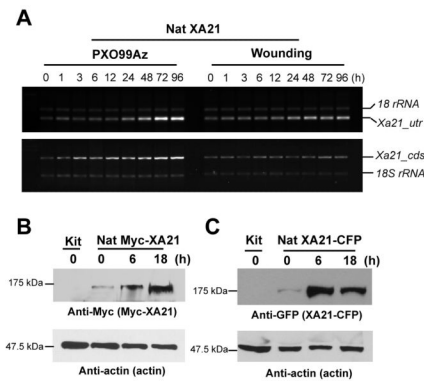 A
Nat XA21
PXO99Az Wounding
0 1 3 6 12 24 48 72 96 0 1 3 6 12 24 48 72 96 (h)
18 rRNA
Xa21_utr
Xa21_cds
18S rRNA
B
Kit Nat Myc-XA21
0 0 6 18 (h)
175 kDa
Anti-Myc (Myc-XA21)
47.5 kDa
Anti-actin (actin)
C
Kit Nat XA21-CFP
0 0 6 18 (h)
175 kDa
Anti-GFP (XA21-CFP)
47.5 kDa
Anti-actin (actin)